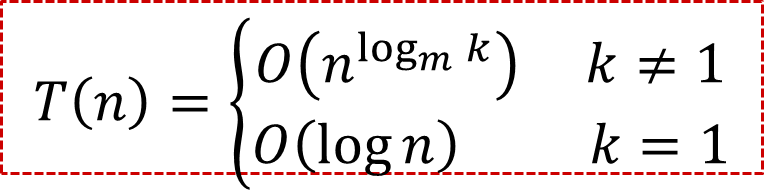 T(n) = { O(n^{log_m k}) k ≠ 1
O(log n) k = 1